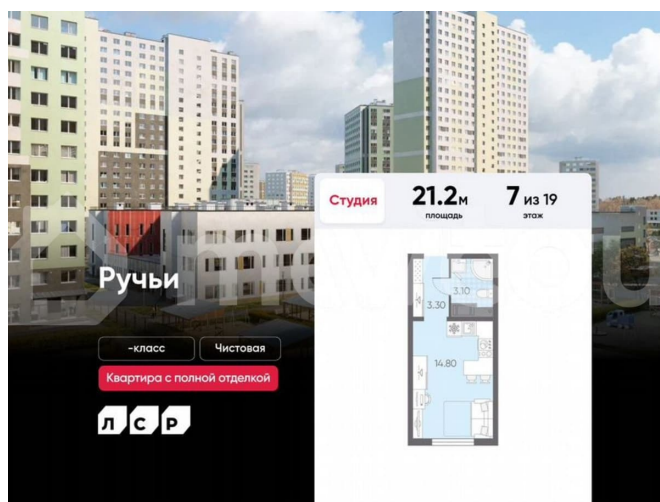 Студия
21.2м
площадь
7 из 19
этаж
Ручьи
-класс
Чистовая
Квартира с полной отделкой
ЛСР
3.10
3.30
14.80